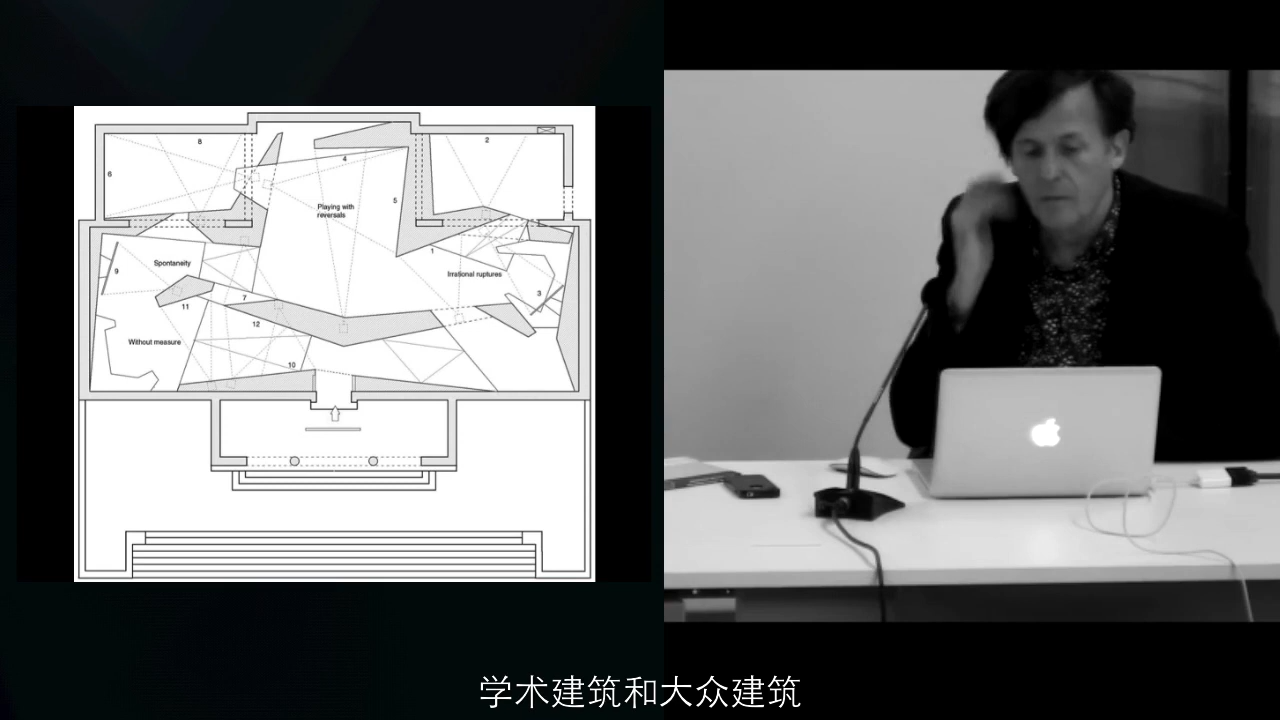 8
2
4
6
5
Playing with
reversals
1
Spontaneity
9
Irrational ruptures
3
7
11
12
Without measure
10
学术建筑和大众建筑